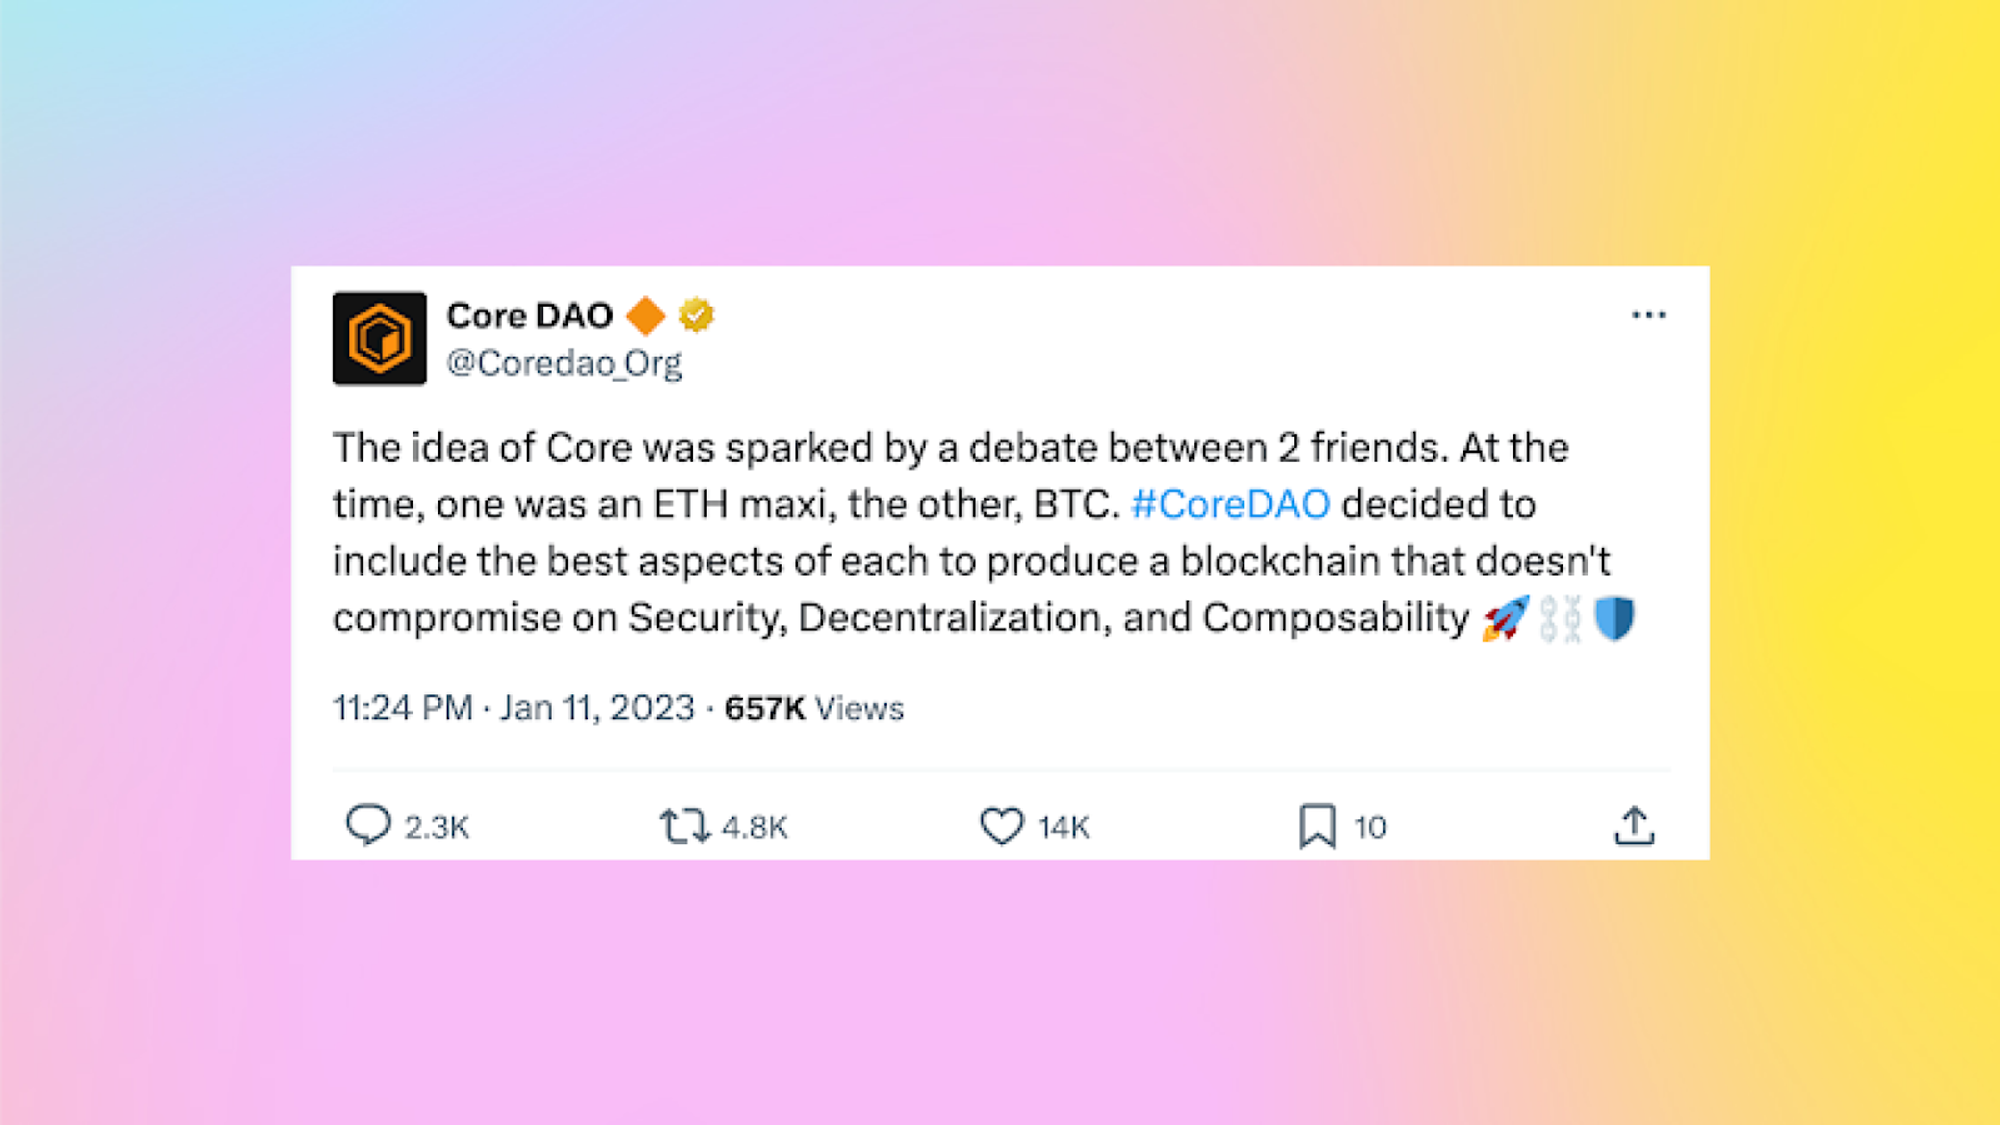 Core DAO 🔶
@Coredao_Org
The idea of Core was sparked by a debate between 2 friends. At the
time, one was an ETH maxi, the other, BTC. #CoreDAO decided to
include the best aspects of each to produce a blockchain that doesn't
compromise on Security, Decentralization, and Composability 🚀⛓️🛡️
11:24 PM · Jan 11, 2023 · 657K Views
2.3K 4.8K 14K 10